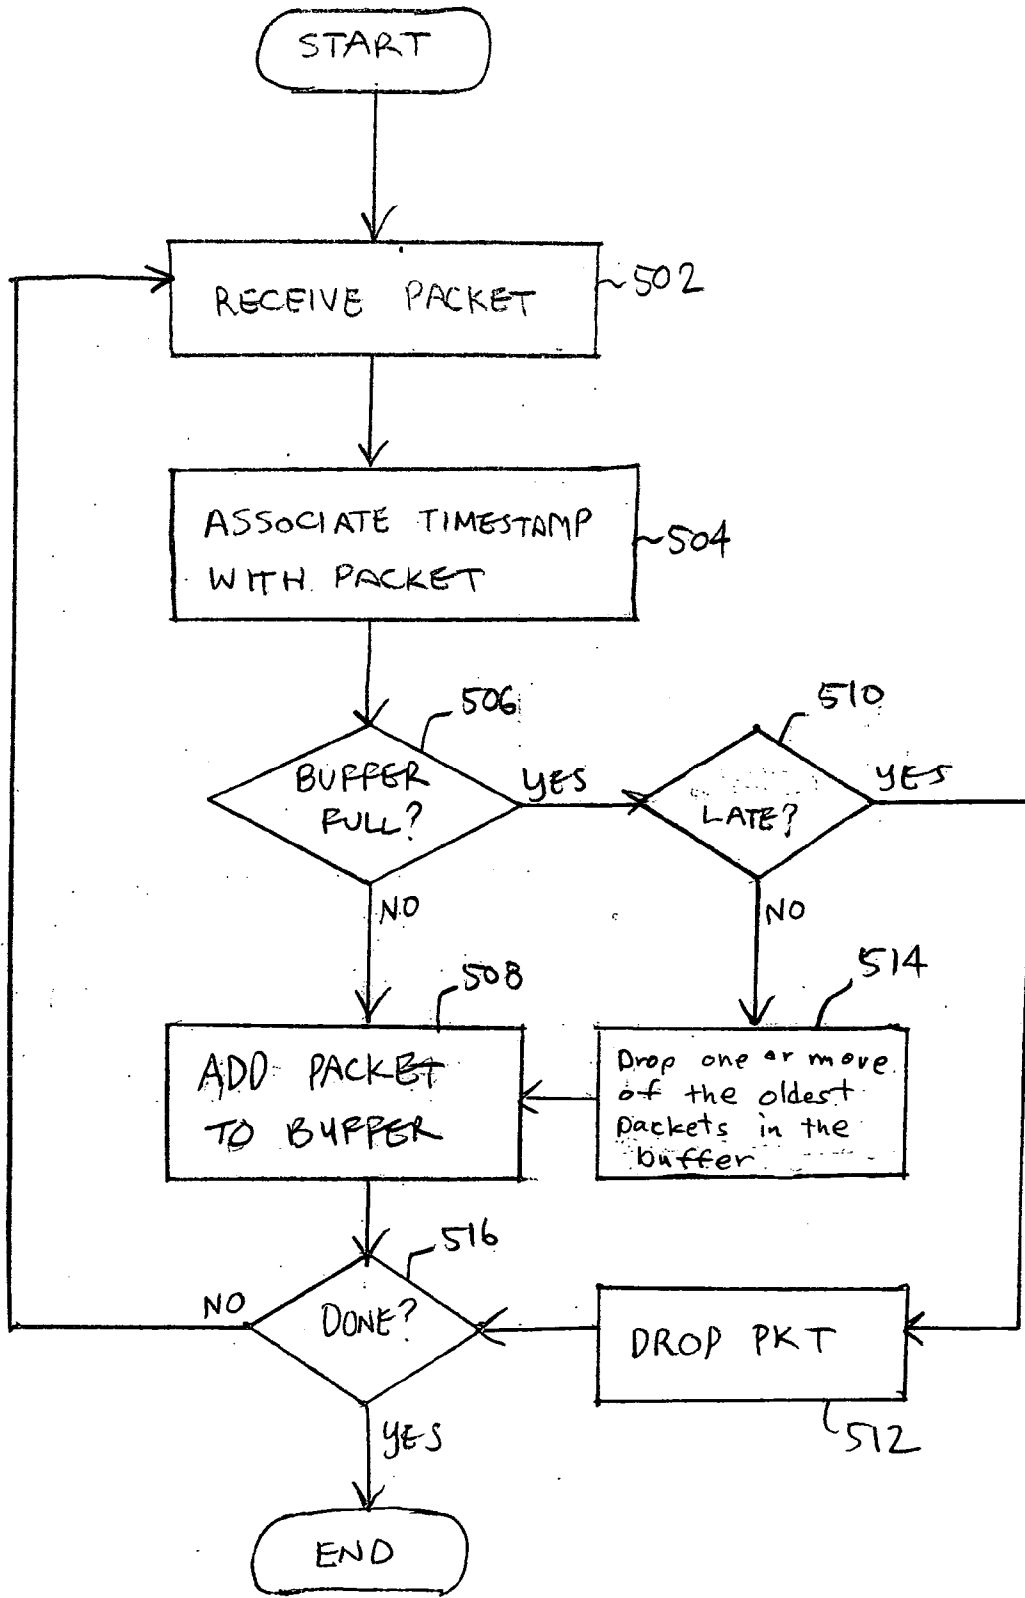 START
RECEIVE PACKET
502
ASSOCIATE TIMESTAMP
WITH PACKET
504
506
BUFFER
FULL?
YES
NO
510
LATE?
YES
NO
508
ADD PACKET
TO BUFFER
514
Drop one or move
of the oldest
packets in the
buffer
516
DONE?
NO
YES
DROP PKT
512
END